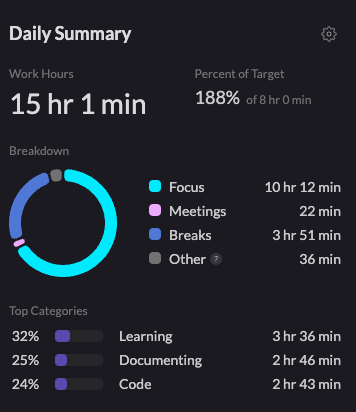 Daily Summary
Work Hours
Percent of Target
15 hr 1 min
188% of 8 hr 0 min
Breakdown
Focus 10 hr 12 min
Meetings 22 min
Breaks 3 hr 51 min
Other ? 36 min
Top Categories
32% Learning 3 hr 36 min
25% Documenting 2 hr 46 min
24% Code 2 hr 43 min